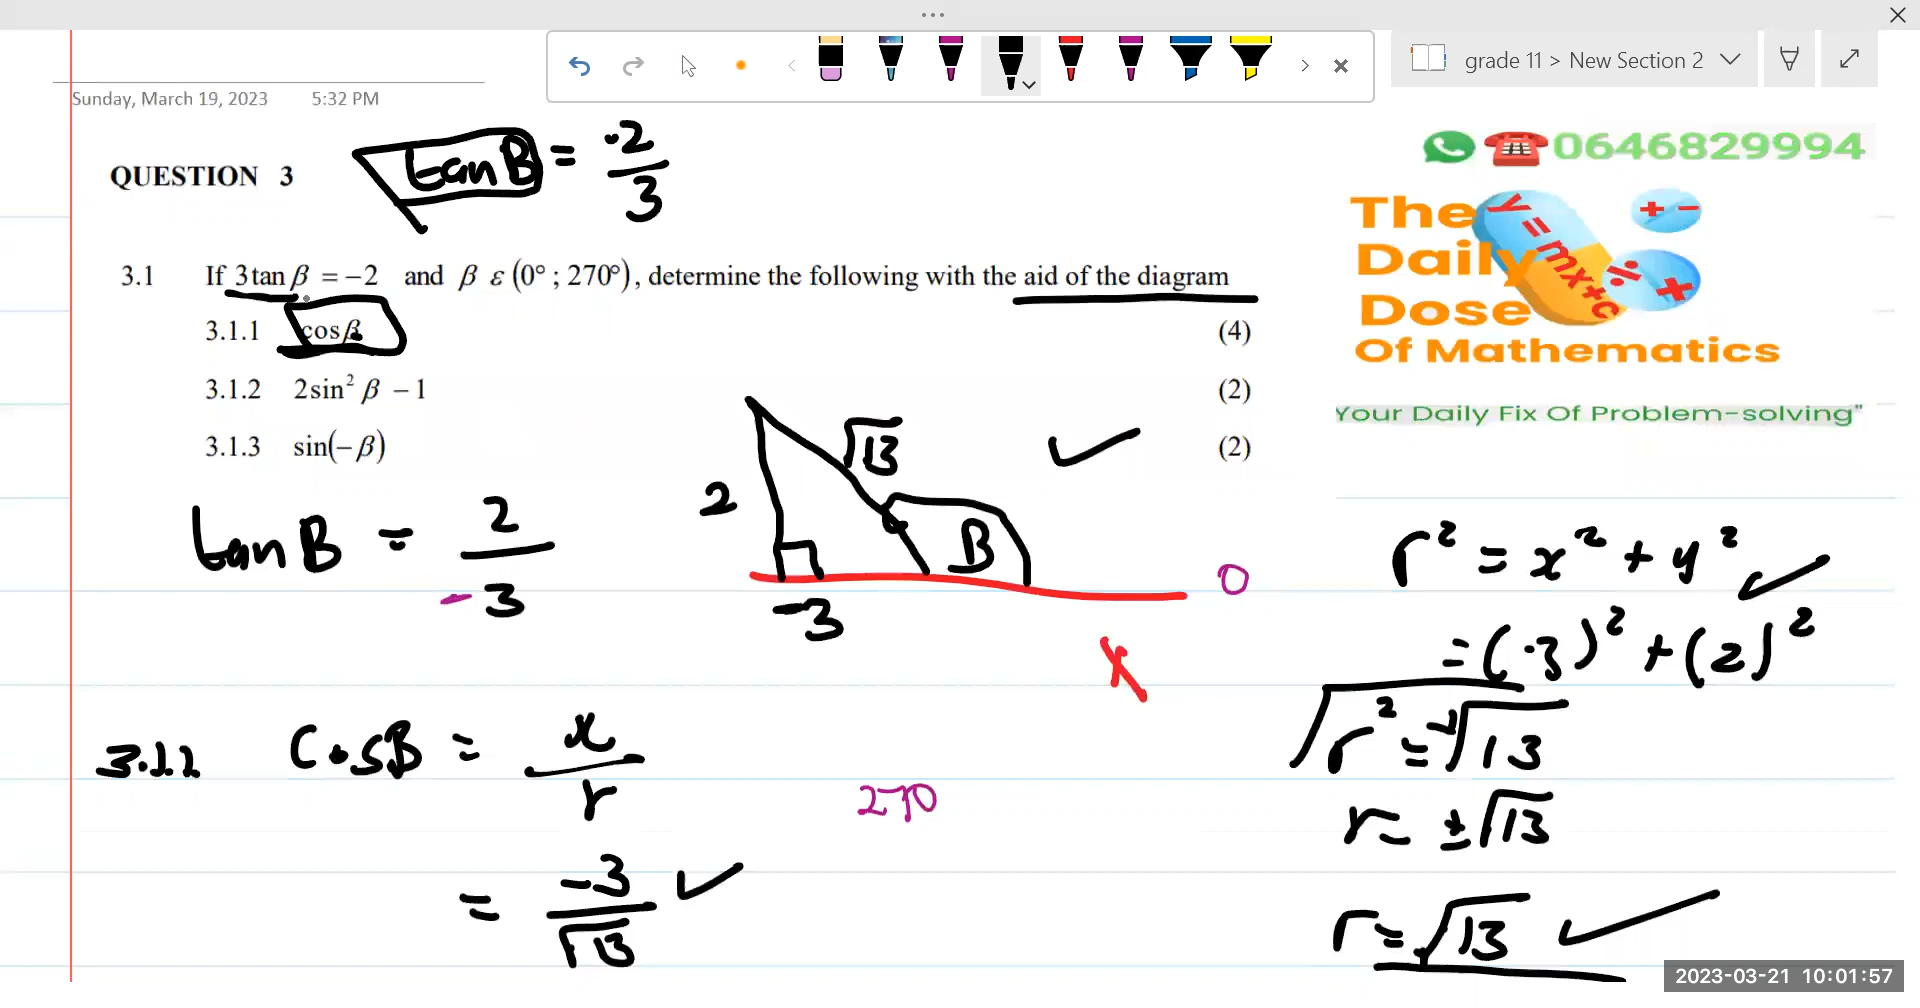 grade 11 > New Section 2
Sunday, March 19, 2023 5:32 PM
0646829994
QUESTION 3
tan B = -2/3
The
Daily
Dose
Of Mathematics
y=mx+c
+ −
÷ ×
"Your Daily Fix Of Problem-solving"
3.1 If 3tan β = −2 and β ε (0° ; 270°), determine the following with the aid of the diagram
3.1.1 cos β (4)
3.1.2 2sin² β − 1 (2)
3.1.3 sin(−β) (2)
tan B = 2/-3
2
√13
B
-3
0
270
r² = x² + y²
= (-3)² + (2)²
√r² = √13
r = ±√13
r = √13
3.1.1 CosB = x/r
= -3/√13
2023-03-21 10:01:57